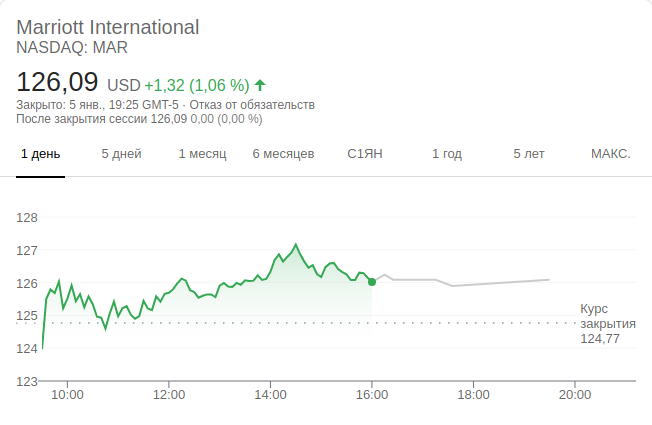 Marriott International
NASDAQ: MAR
126,09 USD +1,32 (1,06 %)
Закрыто: 5 янв., 19:25 GMT-5 · Отказ от обязательств
После закрытия сессии 126,09 0,00 (0,00 %)
1 день 5 дней 1 месяц 6 месяцев С1ЯН 1 год 5 лет МАКС.
128
127
126
125
124
123
Курс
закрытия
124,77
10:00 12:00 14:00 16:00 18:00 20:00